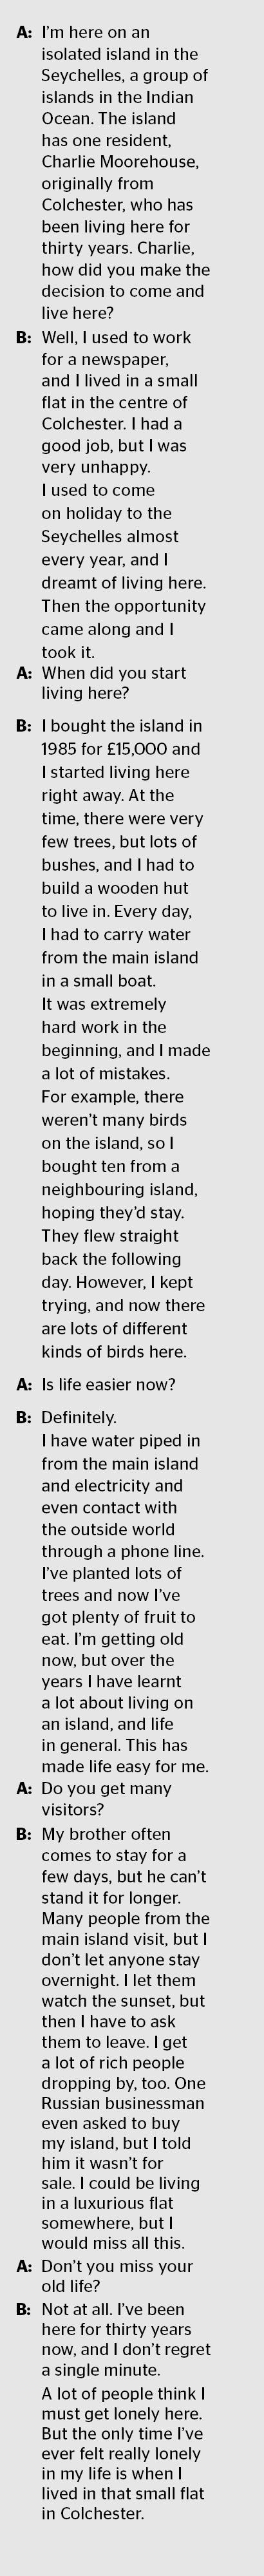 A: I'm here on an
isolated island in the
Seychelles, a group of
islands in the Indian
Ocean. The island
has one resident,
Charlie Moorehouse,
originally from
Colchester, who has
been living here for
thirty years. Charlie,
how did you make the
decision to come and
live here?
B: Well, I used to work
for a newspaper,
and I lived in a small
flat in the centre of
Colchester. I had a
good job, but I was
very unhappy.
I used to come
on holiday to the
Seychelles almost
every year, and I
dreamt of living here.
Then the opportunity
came along and I
took it.
A: When did you start
living here?
B: I bought the island in
1985 for £15,000 and
I started living here
right away. At the
time, there were very
few trees, but lots of
bushes, and I had to
build a wooden hut
to live in. Every day,
I had to carry water
from the main island
in a small boat.
It was extremely
hard work in the
beginning, and I made
a lot of mistakes.
For example, there
weren't many birds
on the island, so I
bought ten from a
neighbouring island,
hoping they'd stay.
They flew straight
back the following
day. However, I kept
trying, and now there
are lots of different
kinds of birds here.
A: Is life easier now?
B: Definitely.
I have water piped in
from the main island
and electricity and
even contact with
the outside world
through a phone line.
I've planted lots of
trees and now I've
got plenty of fruit to
eat. I'm getting old
now, but over the
years I have learnt
a lot about living on
an island, and life
in general. This has
made life easy for me.
A: Do you get many
visitors?
B: My brother often
comes to stay for a
few days, but he can't
stand it for longer.
Many people from the
main island visit, but I
don't let anyone stay
overnight. I let them
watch the sunset, but
then I have to ask
them to leave. I get
a lot of rich people
dropping by, too. One
Russian businessman
even asked to buy
my island, but I told
him it wasn't for
sale. I could be living
in a luxurious flat
somewhere, but I
would miss all this.
A: Don't you miss your
old life?
B: Not at all. I've been
here for thirty years
now, and I don't regret
a single minute.
A lot of people think I
must get lonely here.
But the only time I've
ever felt really lonely
in my life is when I
lived in that small flat
in Colchester.